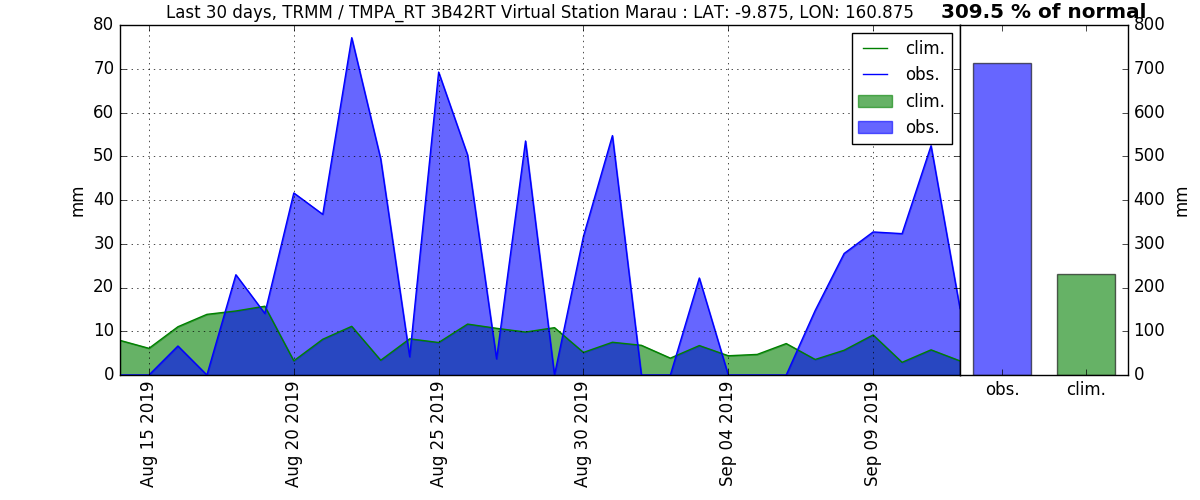 Last 30 days, TRMM / TMPA_RT 3B42RT Virtual Station Marau : LAT: -9.875, LON: 160.875
309.5 % of normal
80
70
60
50
40
30
20
10
0
mm
clim.
obs.
clim.
obs.
800
700
600
500
400
300
200
100
0
mm
Aug 15 2019
Aug 20 2019
Aug 25 2019
Aug 30 2019
Sep 04 2019
Sep 09 2019
obs.
clim.